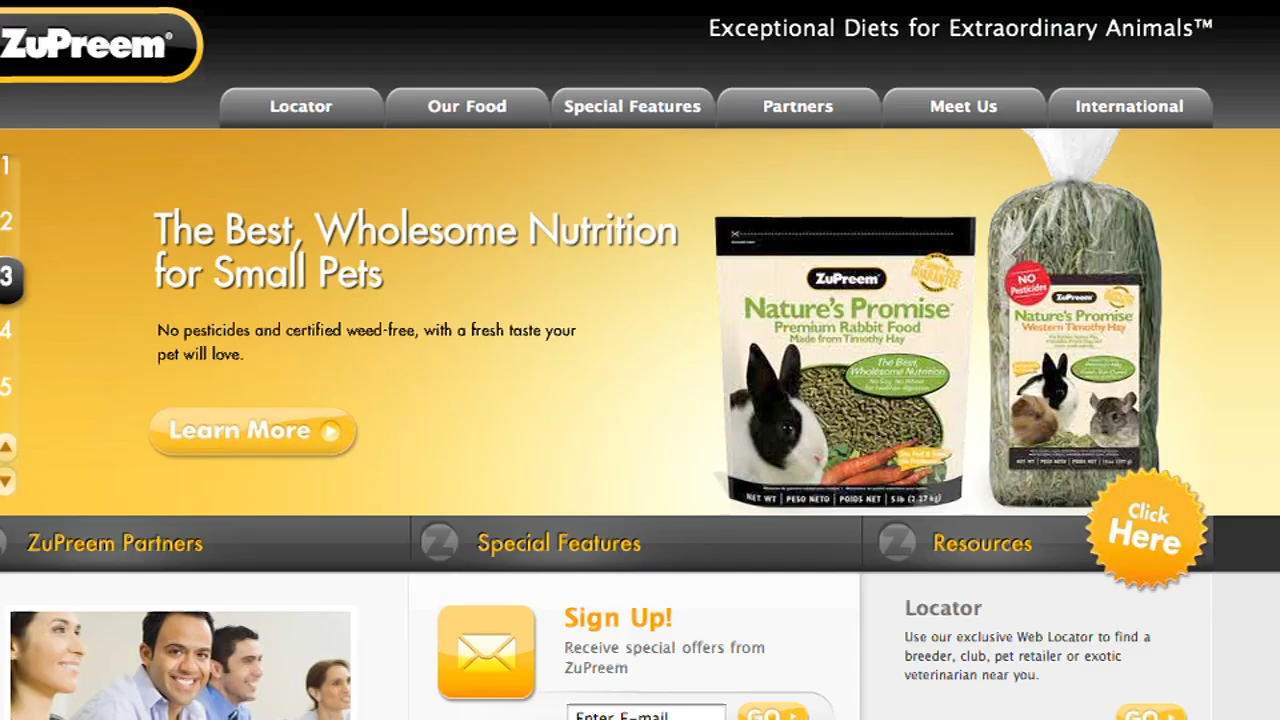 ZuPreem®
Exceptional Diets for Extraordinary Animals™
Locator
Our Food
Special Features
Partners
Meet Us
International
1
2
3
4
5
The Best, Wholesome Nutrition
for Small Pets
No pesticides and certified weed-free, with a fresh taste your
pet will love.
Learn More
ZuPreem
Nature's Promise™
Premium Rabbit Food
Made from Timothy Hay
The Best,
Wholesome Nutrition
NET WT | PESO NETO | POIDS NET | 5 lb (2.27 kg)
NO
Pesticides
ZuPreem
Nature's Promise
Western Timothy Hay
Click
Here
ZuPreem Partners
Special Features
Resources
Sign Up!
Receive special offers from
ZuPreem
Enter E-mail
GO
Locator
Use our exclusive Web Locator to find a
breeder, club, pet retailer or exotic
veterinarian near you.
GO